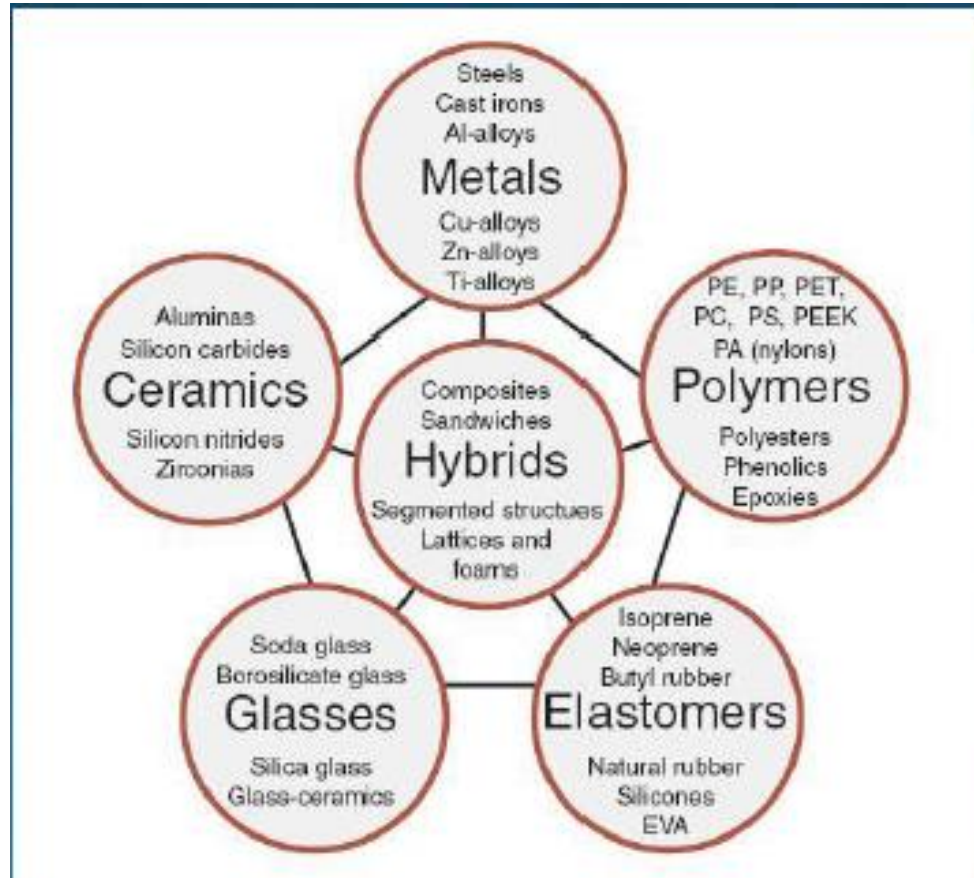 Steels
Cast irons
Al-alloys
Metals
Cu-alloys
Zn-alloys
Ti-alloys
Aluminas
Silicon carbides
Ceramics
Silicon nitrides
Zirconias
PE, PP, PET,
PC, PS, PEEK
PA (nylons)
Polymers
Polyesters
Phenolics
Epoxies
Composites
Sandwiches
Hybrids
Segmented structues
Lattices and
foams
Soda glass
Borosilicate glass
Glasses
Silica glass
Glass-ceramics
Isoprene
Neoprene
Butyl rubber
Elastomers
Natural rubber
Silicones
EVA